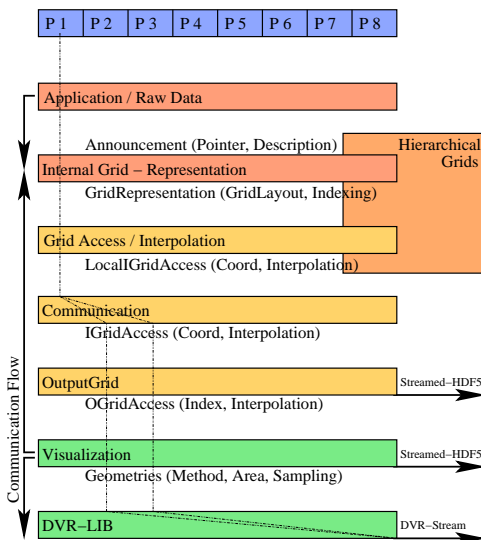 P 1 P 2 P 3 P 4 P 5 P 6 P 7 P 8
Application / Raw Data
Announcement (Pointer, Description)
Hierarchical
Grids
Internal Grid – Representation
GridRepresentation (GridLayout, Indexing)
Grid Access / Interpolation
LocalIGridAccess (Coord, Interpolation)
Communication
IGridAccess (Coord, Interpolation)
OutputGrid
Streamed–HDF5
OGridAccess (Index, Interpolation)
Communication Flow
Visualization
Streamed–HDF5
Geometries (Method, Area, Sampling)
DVR–LIB
DVR–Stream